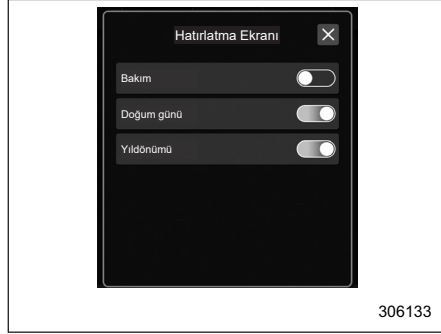 Hatırlatma Ekranı
Bakım
Doğum günü
Yıldönümü
306133